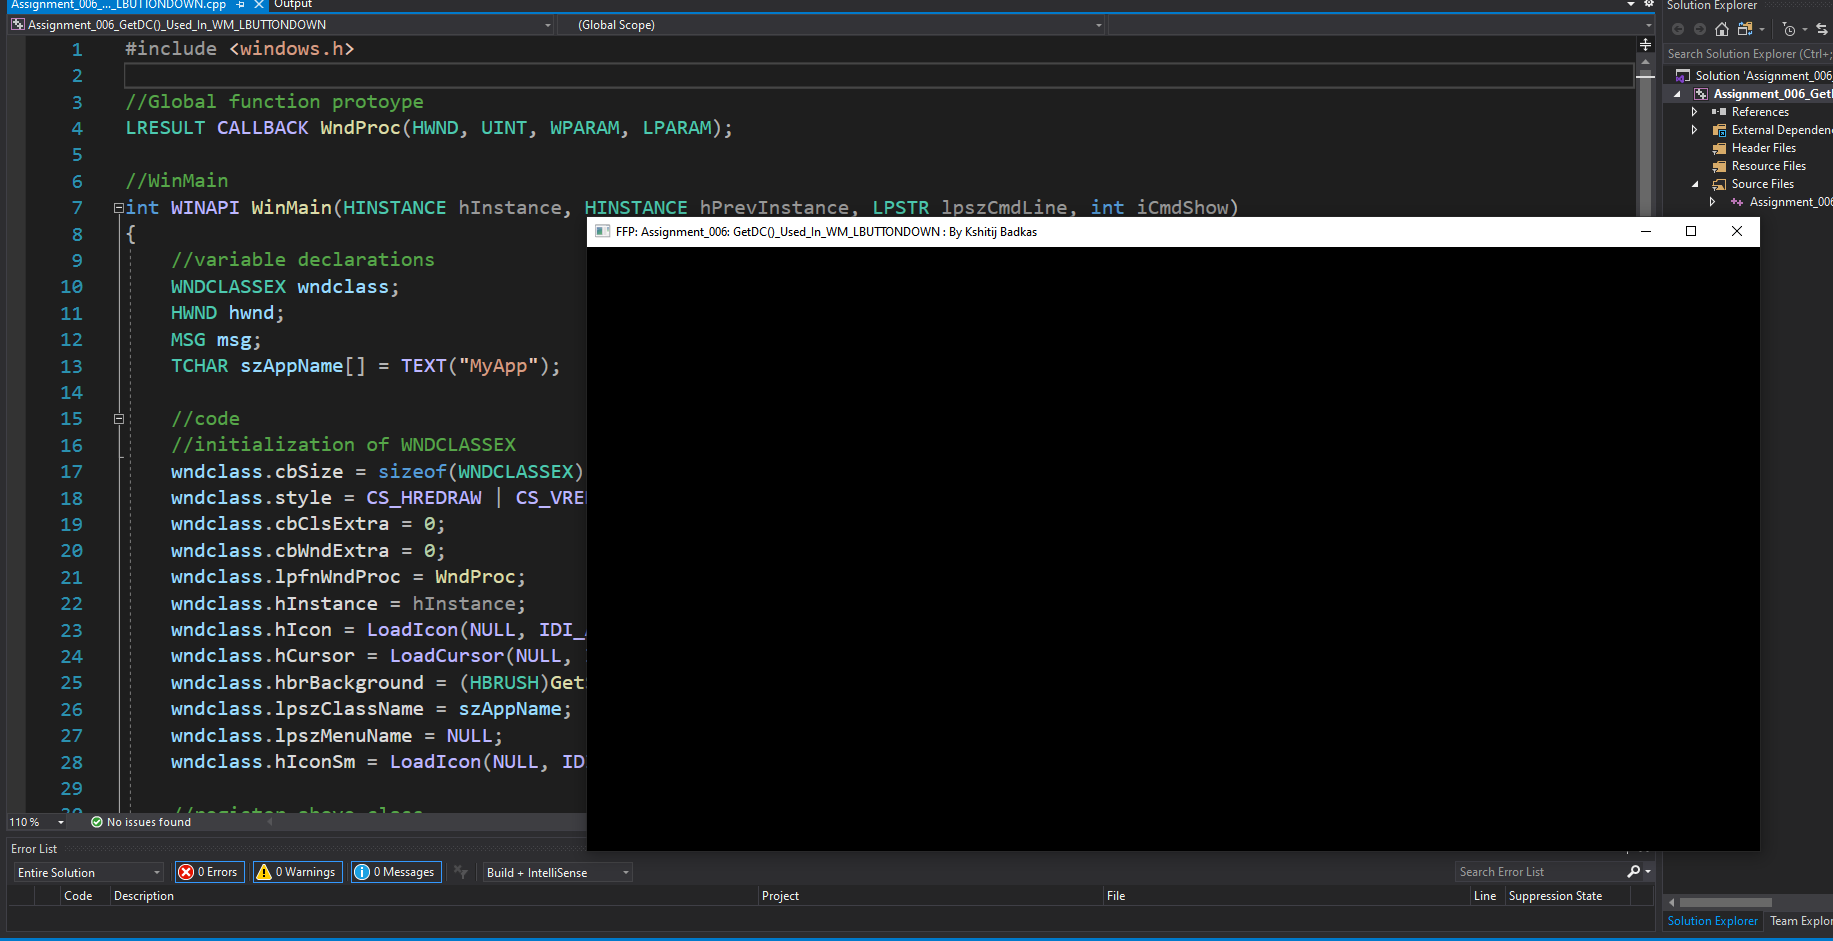 Assignment_006_..._LBUTTONDOWN.cpp
Output
Assignment_006_GetDC()_Used_In_WM_LBUTTONDOWN
(Global Scope)
1 #include <windows.h>
2
3 //Global function protoype
4 LRESULT CALLBACK WndProc(HWND, UINT, WPARAM, LPARAM);
5
6 //WinMain
7 int WINAPI WinMain(HINSTANCE hInstance, HINSTANCE hPrevInstance, LPSTR lpszCmdLine, int iCmdShow)
8 {
9 //variable declarations
10 WNDCLASSEX wndclass;
11 HWND hwnd;
12 MSG msg;
13 TCHAR szAppName[] = TEXT("MyApp");
14
15 //code
16 //initialization of WNDCLASSEX
17 wndclass.cbSize = sizeof(WNDCLASSEX)
18 wndclass.style = CS_HREDRAW | CS_VRE
19 wndclass.cbClsExtra = 0;
20 wndclass.cbWndExtra = 0;
21 wndclass.lpfnWndProc = WndProc;
22 wndclass.hInstance = hInstance;
23 wndclass.hIcon = LoadIcon(NULL, IDI_
24 wndclass.hCursor = LoadCursor(NULL,
25 wndclass.hbrBackground = (HBRUSH)Get
26 wndclass.lpszClassName = szAppName;
27 wndclass.lpszMenuName = NULL;
28 wndclass.hIconSm = LoadIcon(NULL, ID
29
30 //register above class
FFP: Assignment_006: GetDC()_Used_In_WM_LBUTTONDOWN : By Kshitij Badkas
110 %
No issues found
Error List
Entire Solution
0 Errors
0 Warnings
0 Messages
Build + IntelliSense
Search Error List
Code Description Project File Line Suppression State
Solution Explorer
Search Solution Explorer (Ctrl+;
Solution 'Assignment_006
Assignment_006_Get
References
External Dependen
Header Files
Resource Files
Source Files
Assignment_006
Solution Explorer
Team Explor